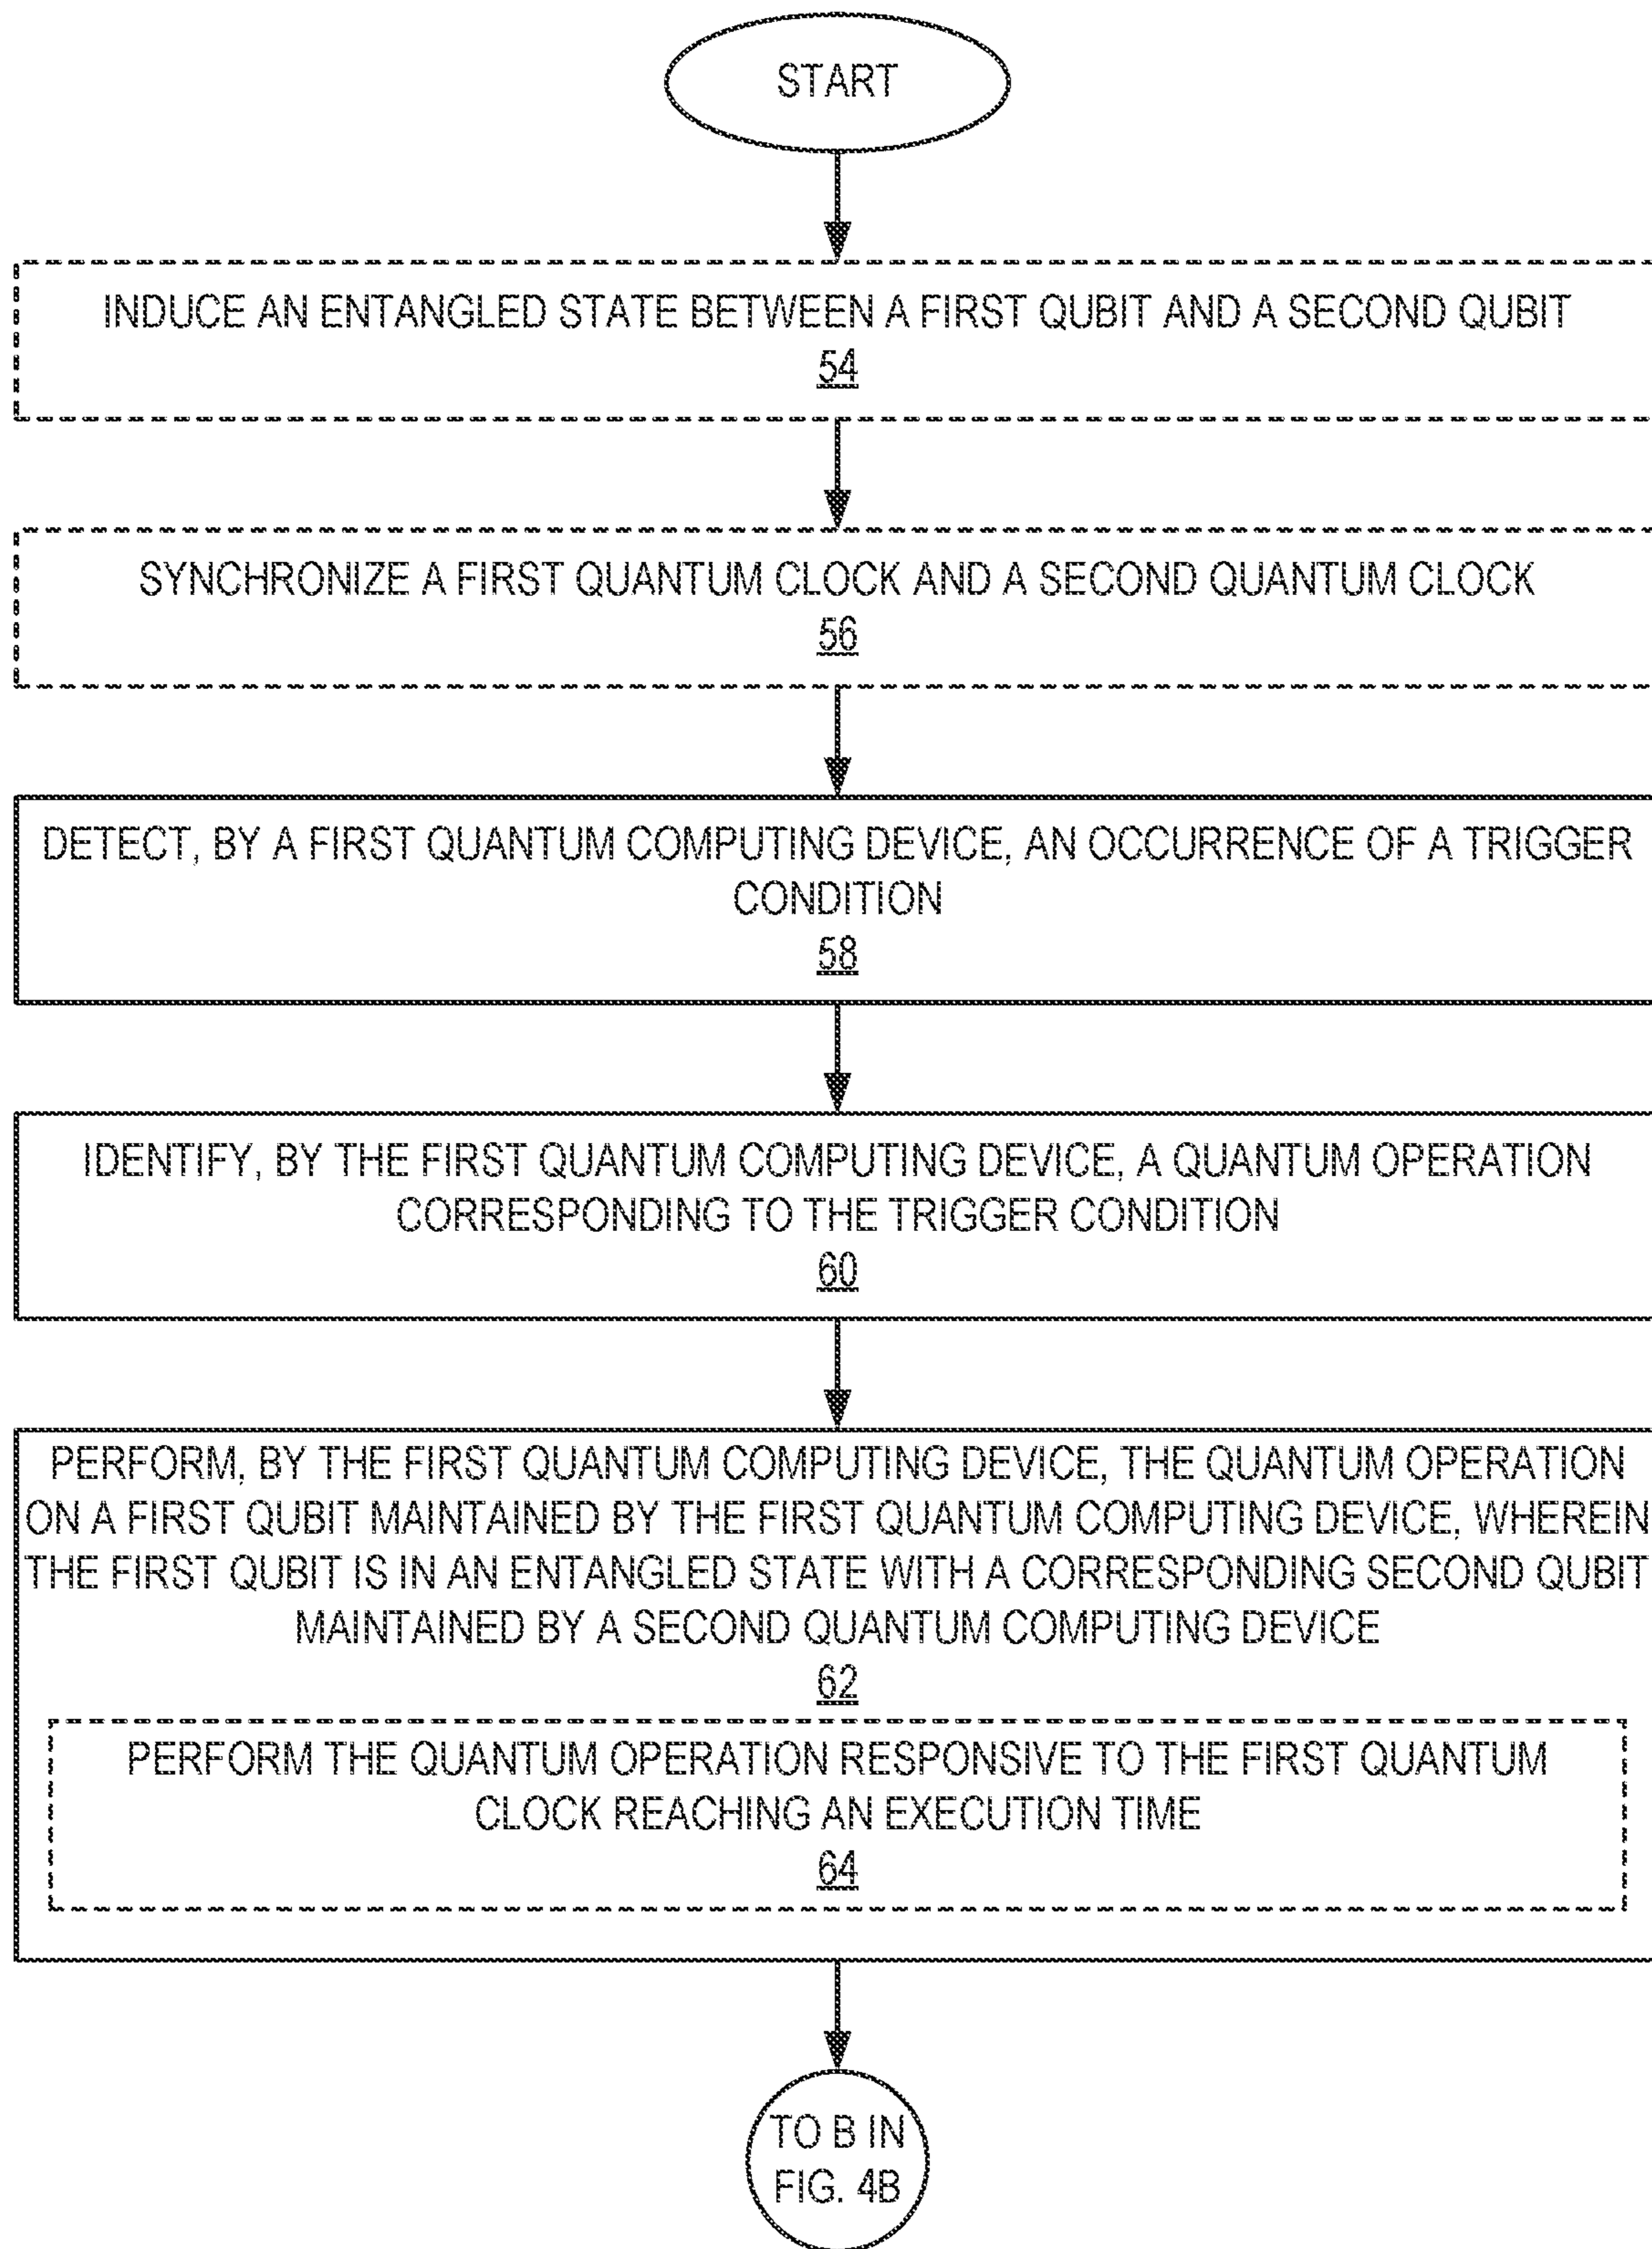 START
INDUCE AN ENTANGLED STATE BETWEEN A FIRST QUBIT AND A SECOND QUBIT
54
SYNCHRONIZE A FIRST QUANTUM CLOCK AND A SECOND QUANTUM CLOCK
56
DETECT, BY A FIRST QUANTUM COMPUTING DEVICE, AN OCCURRENCE OF A TRIGGER
CONDITION
58
IDENTIFY, BY THE FIRST QUANTUM COMPUTING DEVICE, A QUANTUM OPERATION
CORRESPONDING TO THE TRIGGER CONDITION
60
PERFORM, BY THE FIRST QUANTUM COMPUTING DEVICE, THE QUANTUM OPERATION
ON A FIRST QUBIT MAINTAINED BY THE FIRST QUANTUM COMPUTING DEVICE, WHEREIN
THE FIRST QUBIT IS IN AN ENTANGLED STATE WITH A CORRESPONDING SECOND QUBIT
MAINTAINED BY A SECOND QUANTUM COMPUTING DEVICE
62
PERFORM THE QUANTUM OPERATION RESPONSIVE TO THE FIRST QUANTUM
CLOCK REACHING AN EXECUTION TIME
64
TO B IN
FIG. 4B